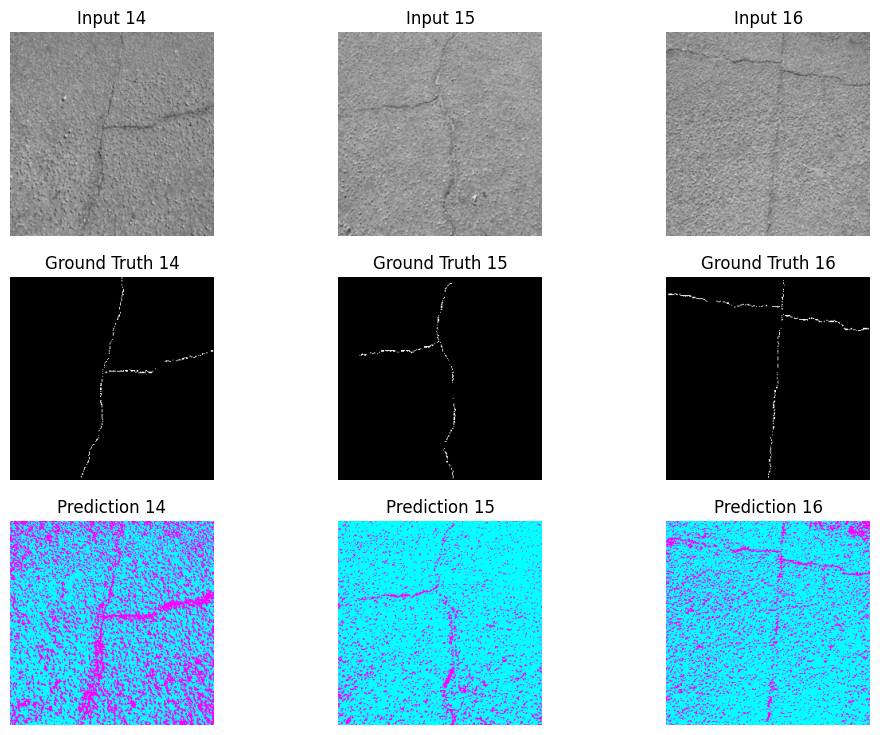 Input 14
Input 15
Input 16
Ground Truth 14
Ground Truth 15
Ground Truth 16
Prediction 14
Prediction 15
Prediction 16